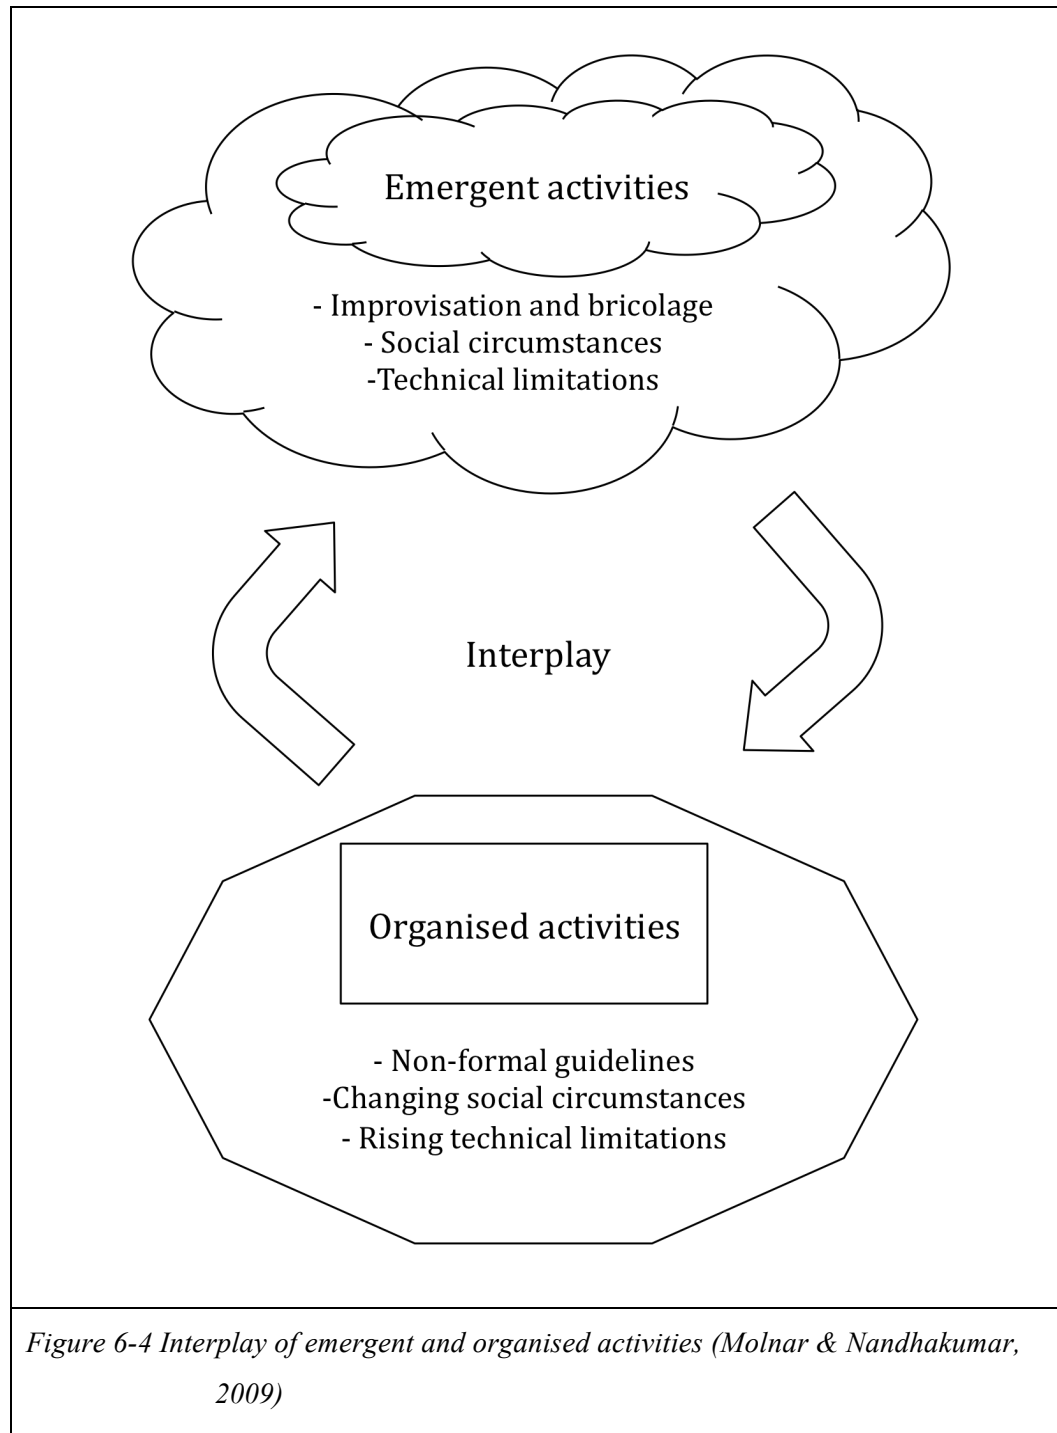 Emergent activities
- Improvisation and bricolage
- Social circumstances
-Technical limitations
Interplay
Organised activities
- Non-formal guidelines
-Changing social circumstances
- Rising technical limitations
Figure 6-4 Interplay of emergent and organised activities (Molnar & Nandhakumar,
2009)